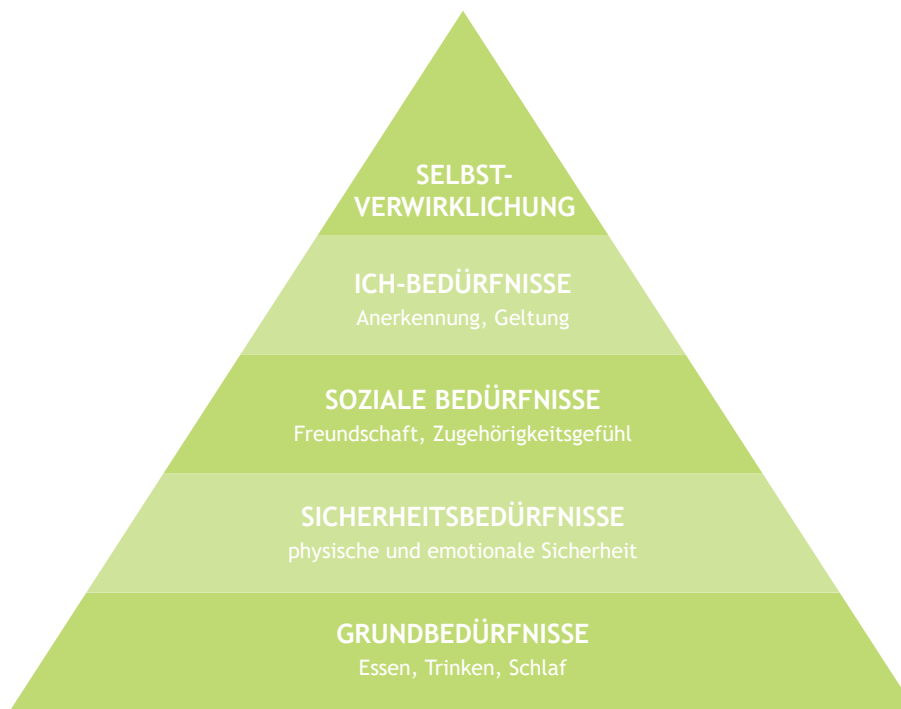 SELBST-
VERWIRKLICHUNG
ICH-BEDÜRFNISSE
Anerkennung, Geltung
SOZIALE BEDÜRFNISSE
Freundschaft, Zugehörigkeitsgefühl
SICHERHEITSBEDÜRFNISSE
physische und emotionale Sicherheit
GRUNDBEDÜRFNISSE
Essen, Trinken, Schlaf